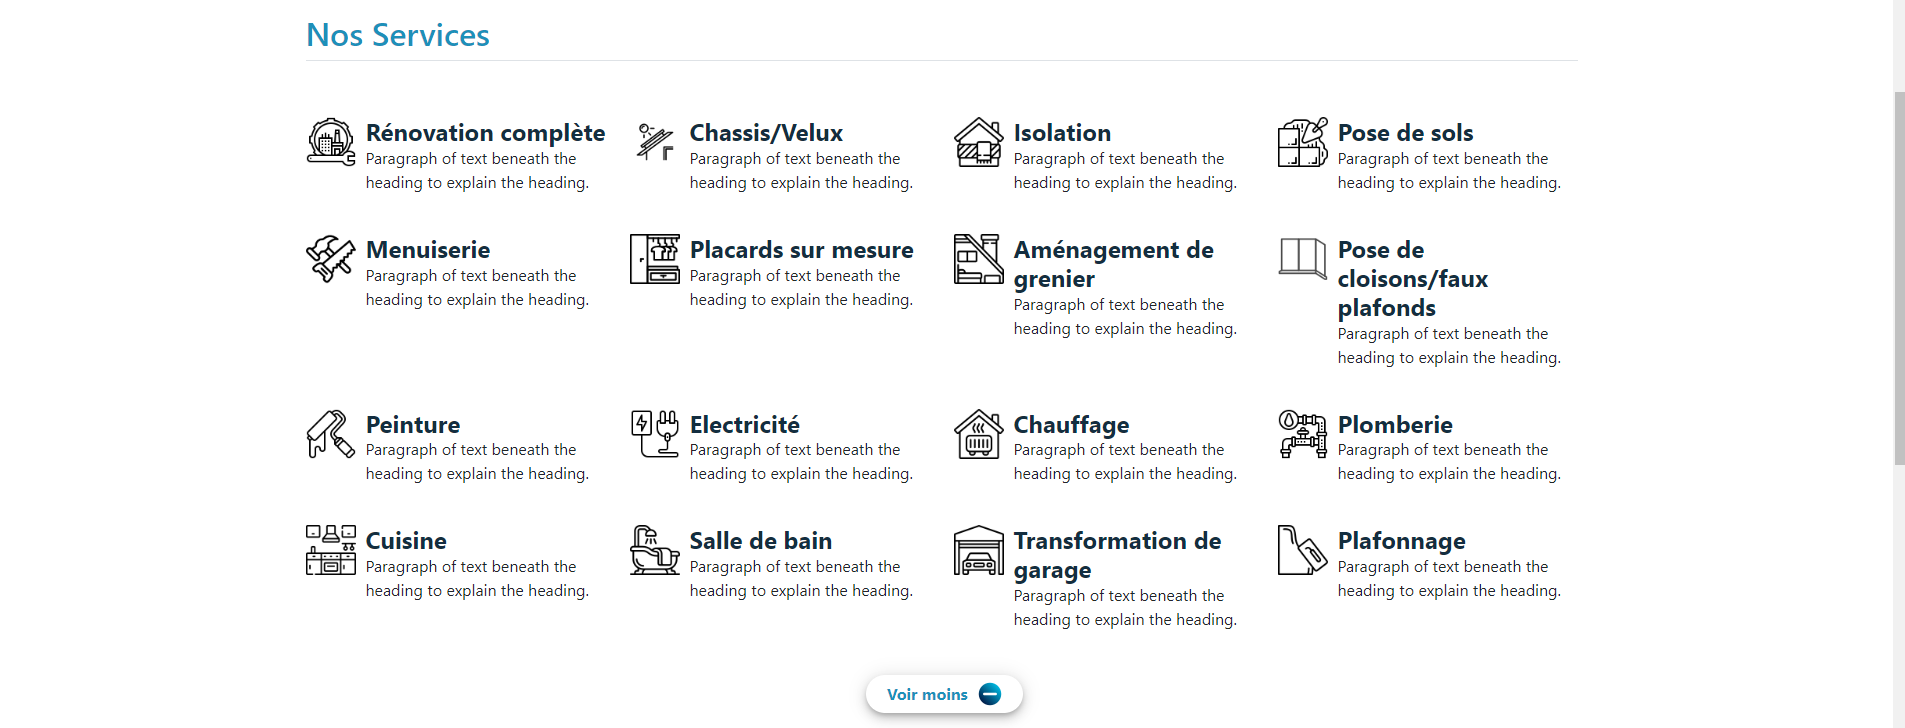 Nos Services
Rénovation complète
Paragraph of text beneath the
heading to explain the heading.
Chassis/Velux
Paragraph of text beneath the
heading to explain the heading.
Isolation
Paragraph of text beneath the
heading to explain the heading.
Pose de sols
Paragraph of text beneath the
heading to explain the heading.
Menuiserie
Paragraph of text beneath the
heading to explain the heading.
Placards sur mesure
Paragraph of text beneath the
heading to explain the heading.
Aménagement de
grenier
Paragraph of text beneath the
heading to explain the heading.
Pose de
cloisons/faux
plafonds
Paragraph of text beneath the
heading to explain the heading.
Peinture
Paragraph of text beneath the
heading to explain the heading.
Electricité
Paragraph of text beneath the
heading to explain the heading.
Chauffage
Paragraph of text beneath the
heading to explain the heading.
Plomberie
Paragraph of text beneath the
heading to explain the heading.
Cuisine
Paragraph of text beneath the
heading to explain the heading.
Salle de bain
Paragraph of text beneath the
heading to explain the heading.
Transformation de
garage
Paragraph of text beneath the
heading to explain the heading.
Plafonnage
Paragraph of text beneath the
heading to explain the heading.
Voir moins